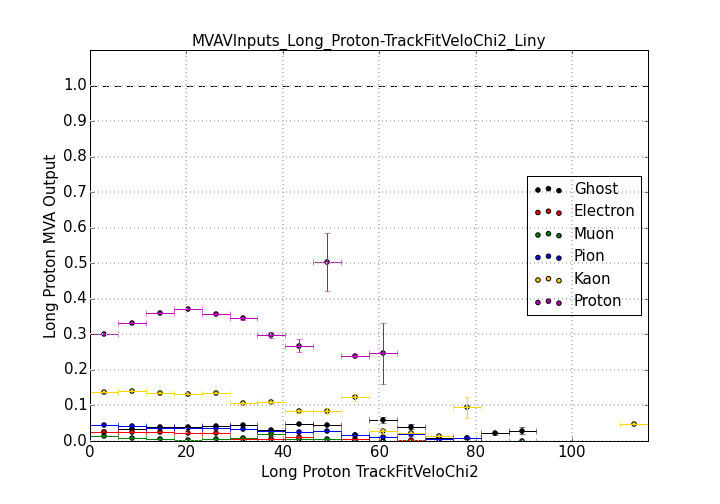 MVAVInputs_Long_Proton-TrackFitVeloChi2_Liny
Long Proton MVA Output
1.0
0.9
0.8
0.7
0.6
0.5
0.4
0.3
0.2
0.1
0.0
0
20
40
60
80
100
Long Proton TrackFitVeloChi2
Ghost
Electron
Muon
Pion
Kaon
Proton